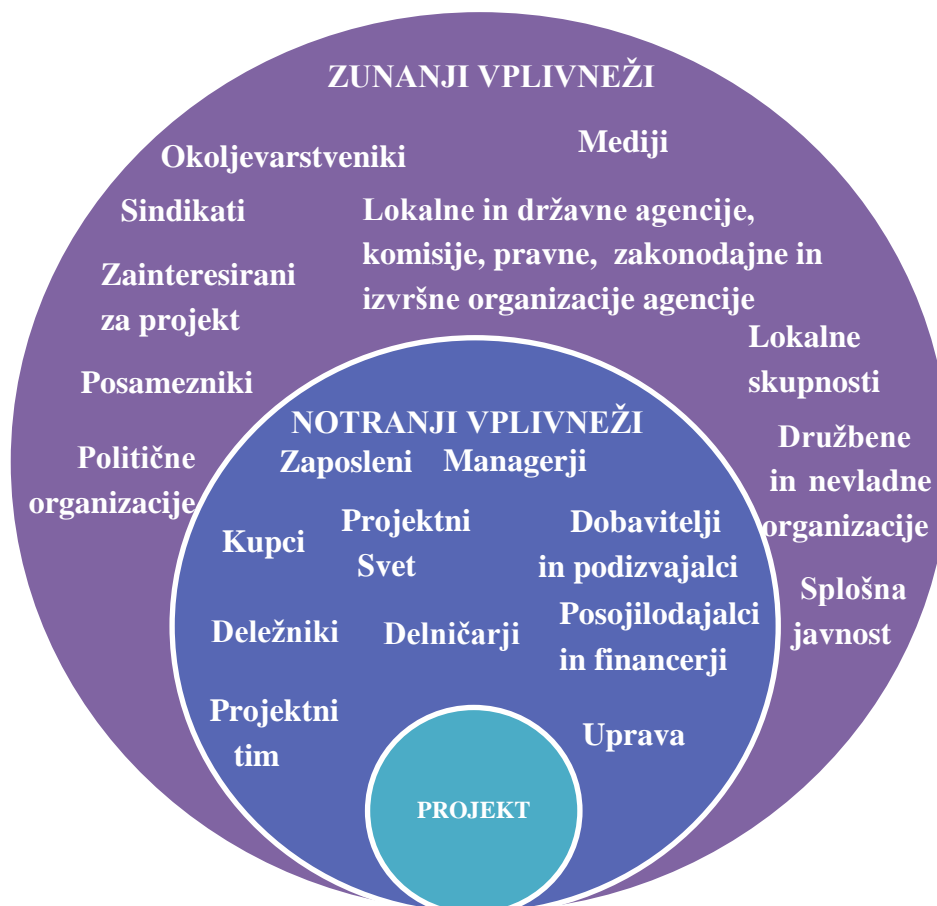 ZUNANJI VPLIVNEŽI
Okoljevarstveniki
Mediji
Sindikati
Lokalne in državne agencije,
komisije, pravne, zakonodajne in
izvršne organizacije agencije
Zainteresirani
za projekt
Lokalne
skupnosti
Posamezniki
Družbene
in nevladne
organizacije
Politične
organizacije
Splošna
javnost
NOTRANJI VPLIVNEŽI
Zaposleni
Managerji
Kupci
Projektni
Svet
Dobavitelji
in podizvajalci
Deležniki
Delničarji
Posojilodajalci
in financerji
Projektni
tim
Uprava
PROJEKT